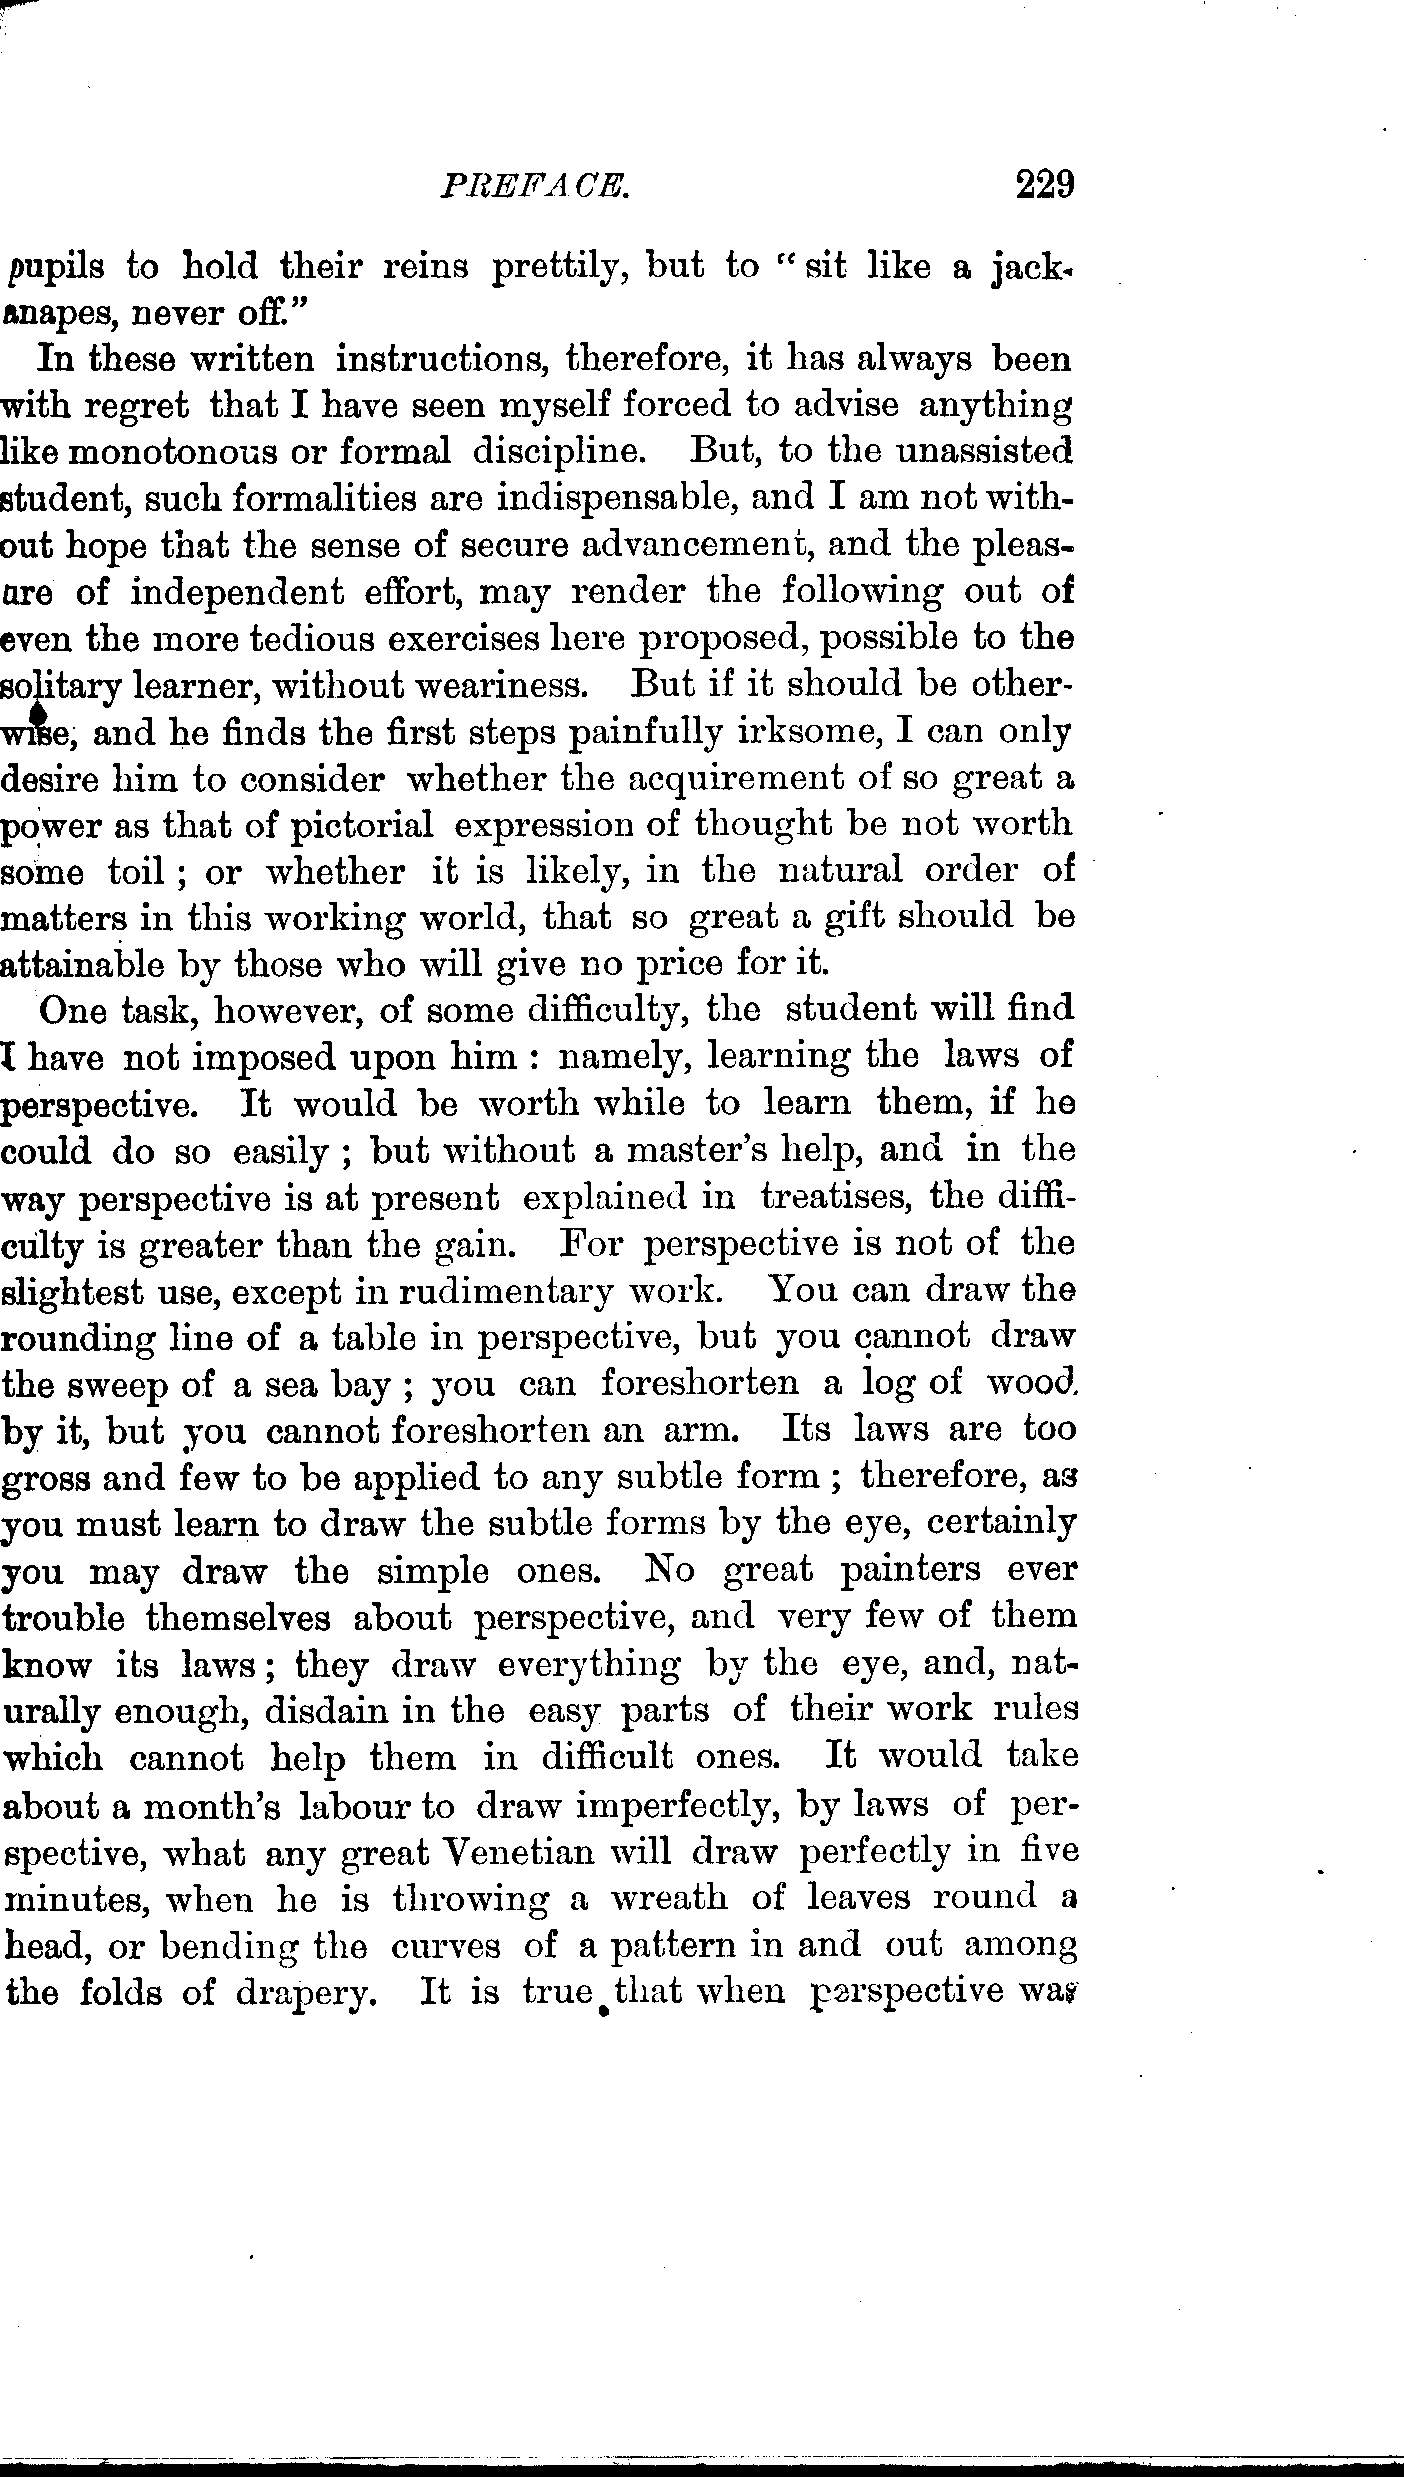 PREFACE. 229
pupils to hold their reins prettily, but to "sit like a jack-
anapes, never off."
In these written instructions, therefore, it has always been
with regret that I have seen myself forced to advise anything
like monotonous or formal discipline. But, to the unassisted
student, such formalities are indispensable, and I am not with-
out hope that the sense of secure advancement, and the pleas-
ure of independent effort, may render the following out of
even the more tedious exercises here proposed, possible to the
solitary learner, without weariness. But if it should be other-
wise, and he finds the first steps painfully irksome, I can only
desire him to consider whether the acquirement of so great a
power as that of pictorial expression of thought be not worth
some toil ; or whether it is likely, in the natural order of
matters in this working world, that so great a gift should be
attainable by those who will give no price for it.
One task, however, of some difficulty, the student will find
I have not imposed upon him : namely, learning the laws of
perspective. It would be worth while to learn them, if he
could do so easily ; but without a master's help, and in the
way perspective is at present explained in treatises, the diffi-
culty is greater than the gain. For perspective is not of the
slightest use, except in rudimentary work. You can draw the
rounding line of a table in perspective, but you cannot draw
the sweep of a sea bay ; you can foreshorten a log of wood
by it, but you cannot foreshorten an arm. Its laws are too
gross and few to be applied to any subtle form ; therefore, as
you must learn to draw the subtle forms by the eye, certainly
you may draw the simple ones. No great painters ever
trouble themselves about perspective, and very few of them
know its laws ; they draw everything by the eye, and, nat-
urally enough, disdain in the easy parts of their work rules
which cannot help them in difficult ones. It would take
about a month's labour to draw imperfectly, by laws of per-
spective, what any great Venetian will draw perfectly in five
minutes, when he is throwing a wreath of leaves round a
head, or bending the curves of a pattern in and out among
the folds of drapery. It is true that when perspective was